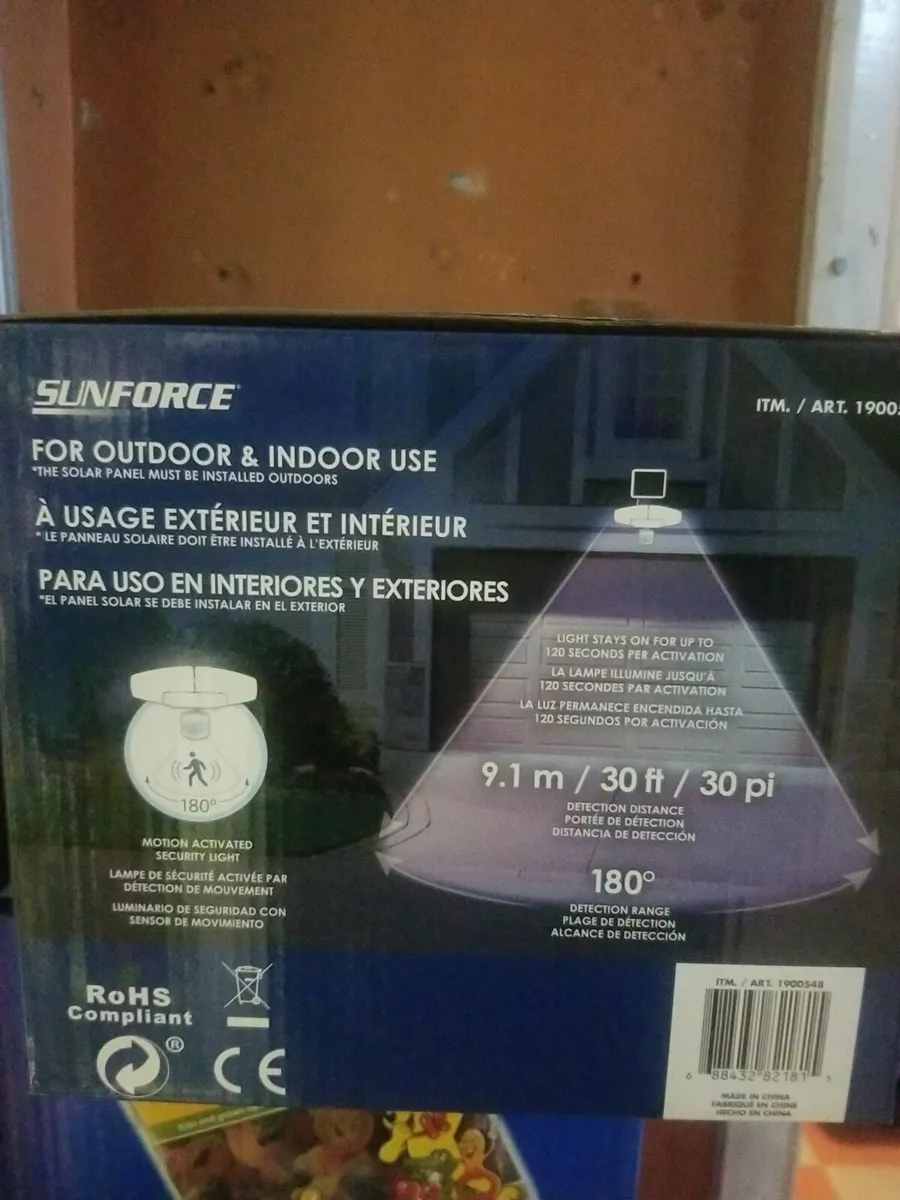 SUNFORCE
ITM. / ART. 1900
FOR OUTDOOR & INDOOR USE
*THE SOLAR PANEL MUST BE INSTALLED OUTDOORS
À USAGE EXTÉRIEUR ET INTÉRIEUR
* LE PANNEAU SOLAIRE DOIT ÊTRE INSTALLÉ À L'EXTÉRIEUR
PARA USO EN INTERIORES Y EXTERIORES
*EL PANEL SOLAR SE DEBE INSTALAR EN EL EXTERIOR
LIGHT STAYS ON FOR UP TO
120 SECONDS PER ACTIVATION
LA LAMPE ILLUMINE JUSQU'À
120 SECONDES PAR ACTIVATION
LA LUZ PERMANECE ENCENDIDA HASTA
120 SEGUNDOS POR ACTIVACIÓN
9.1 m / 30 ft / 30 pi
DETECTION DISTANCE
PORTÉE DE DÉTECTION
DISTANCIA DE DETECCIÓN
180°
DETECTION RANGE
PLAGE DE DÉTECTION
ALCANCE DE DETECCIÓN
180°
MOTION ACTIVATED
SECURITY LIGHT
LAMPE DE SÉCURITÉ ACTIVÉE PAR
DÉTECTION DE MOUVEMENT
LUMINARIO DE SEGURIDAD CON
SENSOR DE MOVIMIENTO
RoHS
Compliant
®
CE
ITM. / ART. 1900548
6 88432 82181 5
MADE IN CHINA
FABRIQUÉ EN CHINE
HECHO EN CHINA